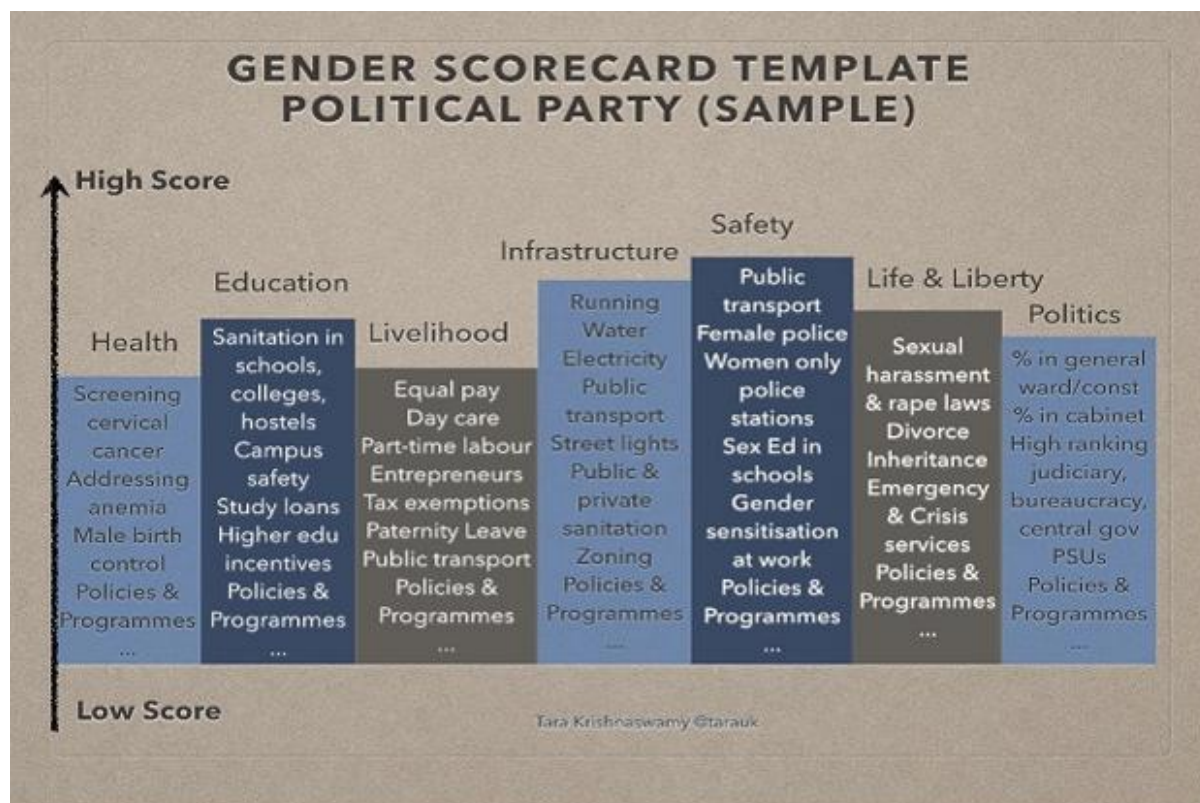 GENDER SCORECARD TEMPLATE
POLITICAL PARTY (SAMPLE)
High Score
Health
Screening
cervical
cancer
Addressing
anemia
Male birth
control
Policies &
Programmes
...
Education
Sanitation in
schools,
colleges,
hostels
Campus
safety
Study loans
Higher edu
incentives
Policies &
Programmes
...
Livelihood
Equal pay
Day care
Part-time labour
Entrepreneurs
Tax exemptions
Paternity Leave
Public transport
Policies &
Programmes
...
Infrastructure
Running
Water
Electricity
Public
transport
Street lights
Public &
private
sanitation
Zoning
Policies &
Programmes
...
Safety
Public
transport
Female police
Women only
police
stations
Sex Ed in
schools
Gender
sensitisation
at work
Policies &
Programmes
...
Life & Liberty
Sexual
harassment
& rape laws
Divorce
Inheritance
Emergency
& Crisis
services
Policies &
Programmes
...
Politics
% in general
ward/const
% in cabinet
High ranking
judiciary,
bureaucracy,
central gov
PSUs
Policies &
Programmes
...
Low Score
Tara Krishnaswamy @tarauk